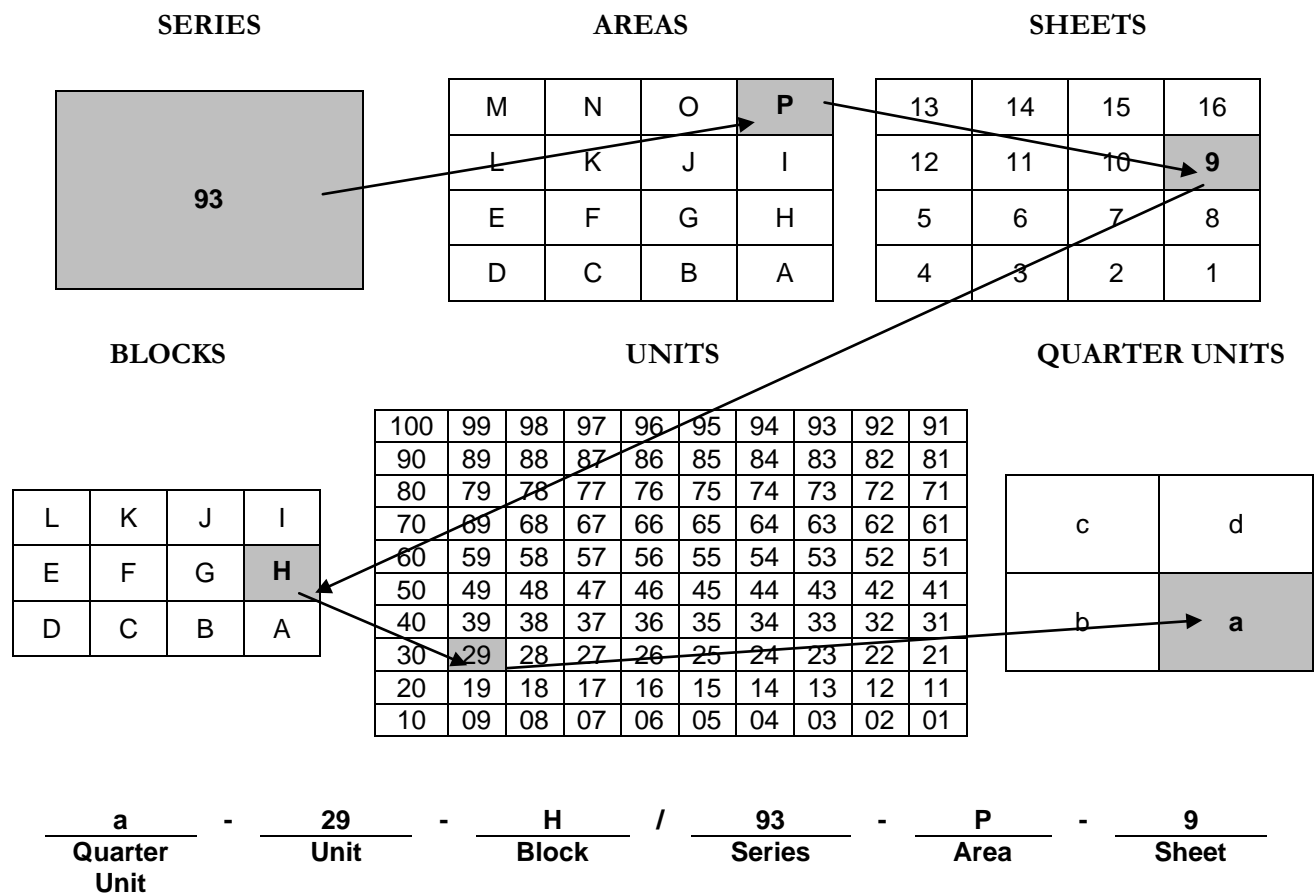 SERIES AREAS SHEETS
93
M N O P
L K J I
E F G H
D C B A
13 14 15 16
12 11 10 9
5 6 7 8
4 3 2 1
BLOCKS UNITS QUARTER UNITS
L K J I
E F G H
D C B A
100 99 98 97 96 95 94 93 92 91
90 89 88 87 86 85 84 83 82 81
80 79 78 77 76 75 74 73 72 71
70 69 68 67 66 65 64 63 62 61
60 59 58 57 56 55 54 53 52 51
50 49 48 47 46 45 44 43 42 41
40 39 38 37 36 35 34 33 32 31
30 29 28 27 26 25 24 23 22 21
20 19 18 17 16 15 14 13 12 11
10 09 08 07 06 05 04 03 02 01
c d
b a
a - 29 - H / 93 - P - 9
Quarter Unit Block Series Area Sheet
Unit